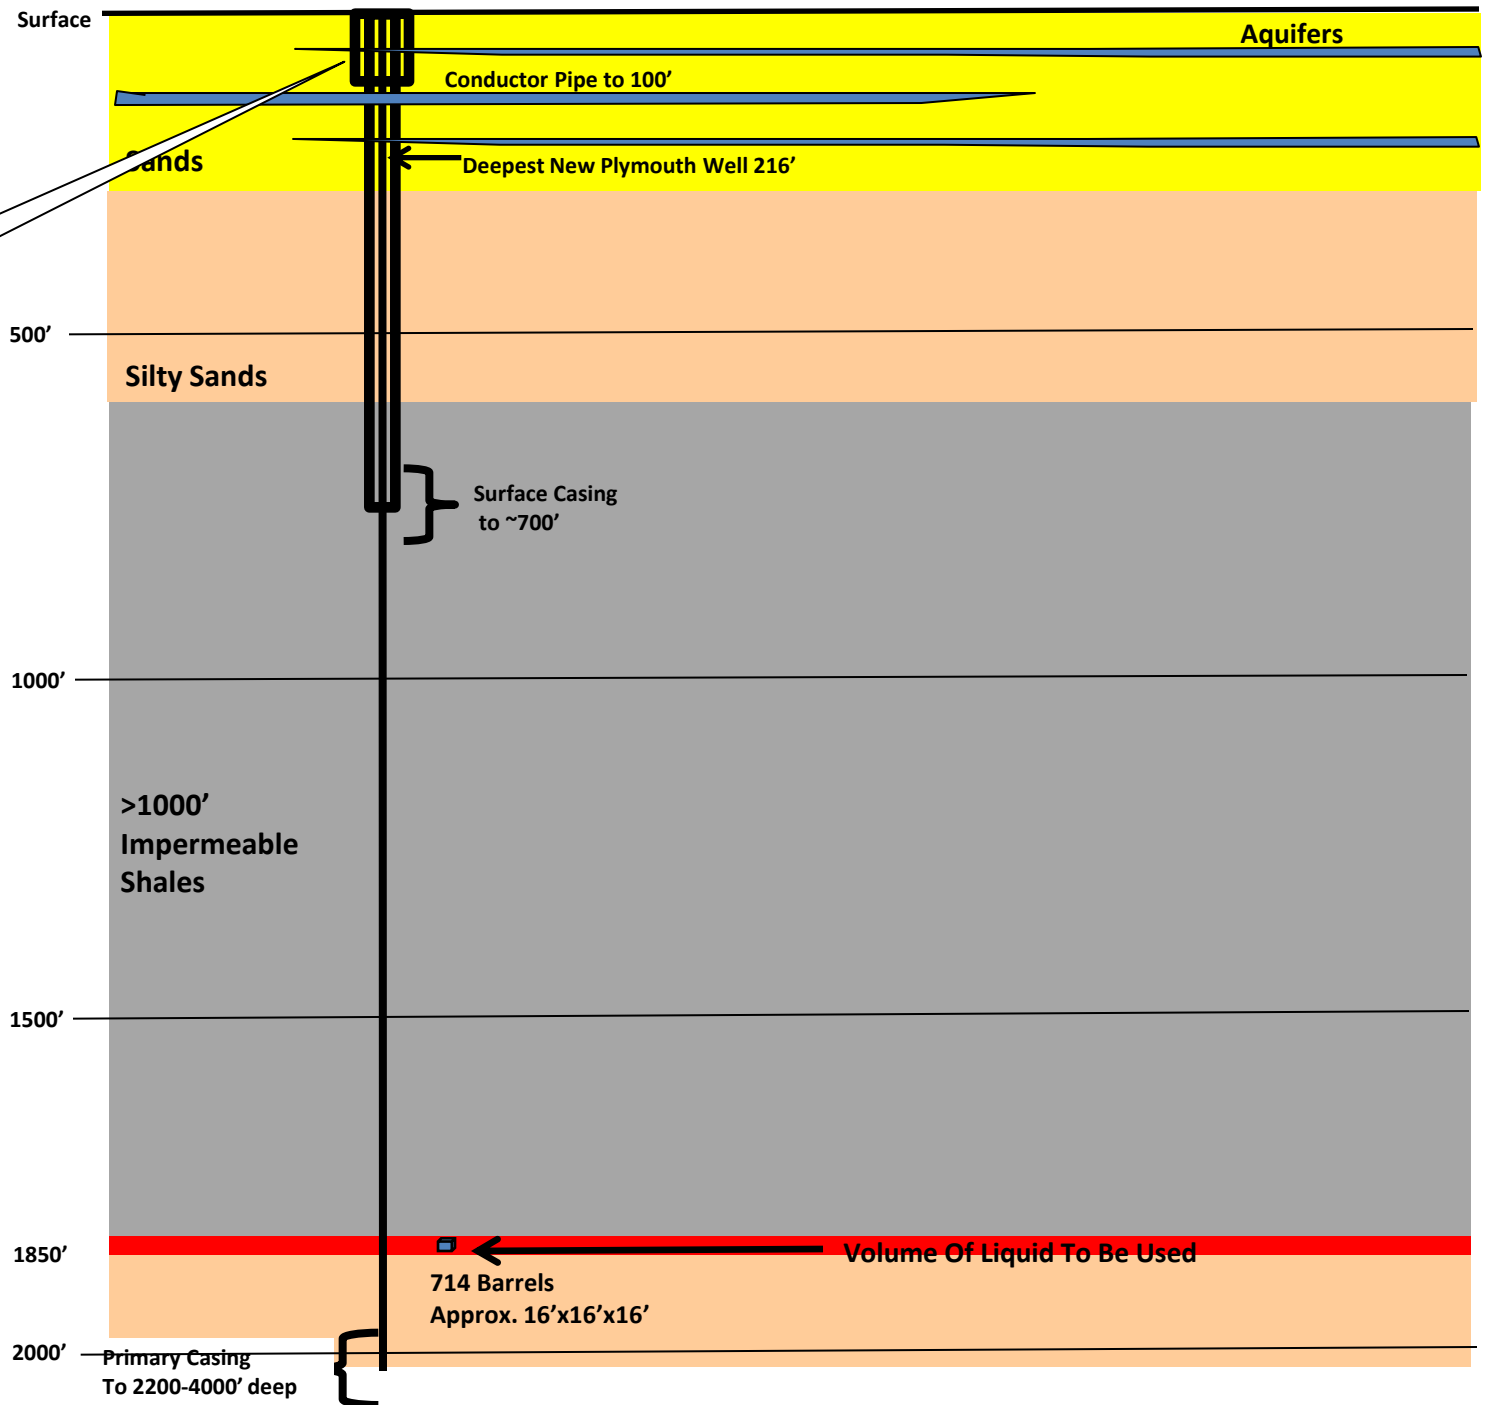 Surface
Aquifers
Conductor Pipe to 100’
Sands
Deepest New Plymouth Well 216’
500’
Silty Sands
Surface Casing
to ~700’
1000’
>1000’
Impermeable
Shales
1500’
1850’
Volume Of Liquid To Be Used
714 Barrels
Approx. 16’x16’x16’
2000’
Primary Casing
To 2200-4000’ deep